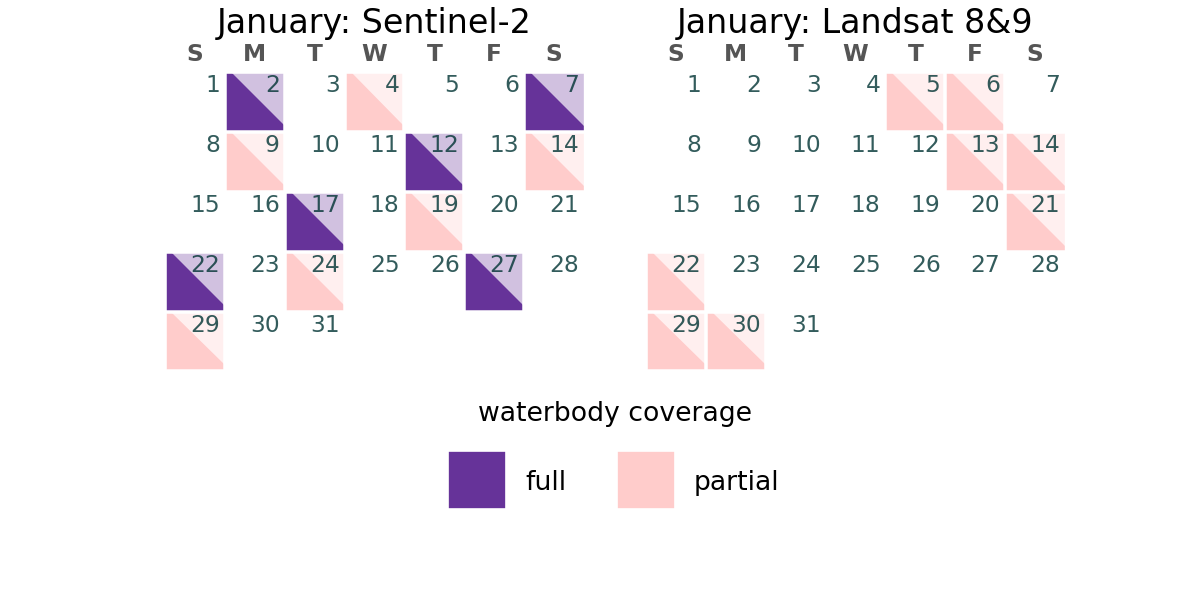 January: Sentinel-2
S M T W T F S
1 2 3 4 5 6 7
8 9 10 11 12 13 14
15 16 17 18 19 20 21
22 23 24 25 26 27 28
29 30 31
January: Landsat 8&9
S M T W T F S
1 2 3 4 5 6 7
8 9 10 11 12 13 14
15 16 17 18 19 20 21
22 23 24 25 26 27 28
29 30 31
waterbody coverage
full
partial